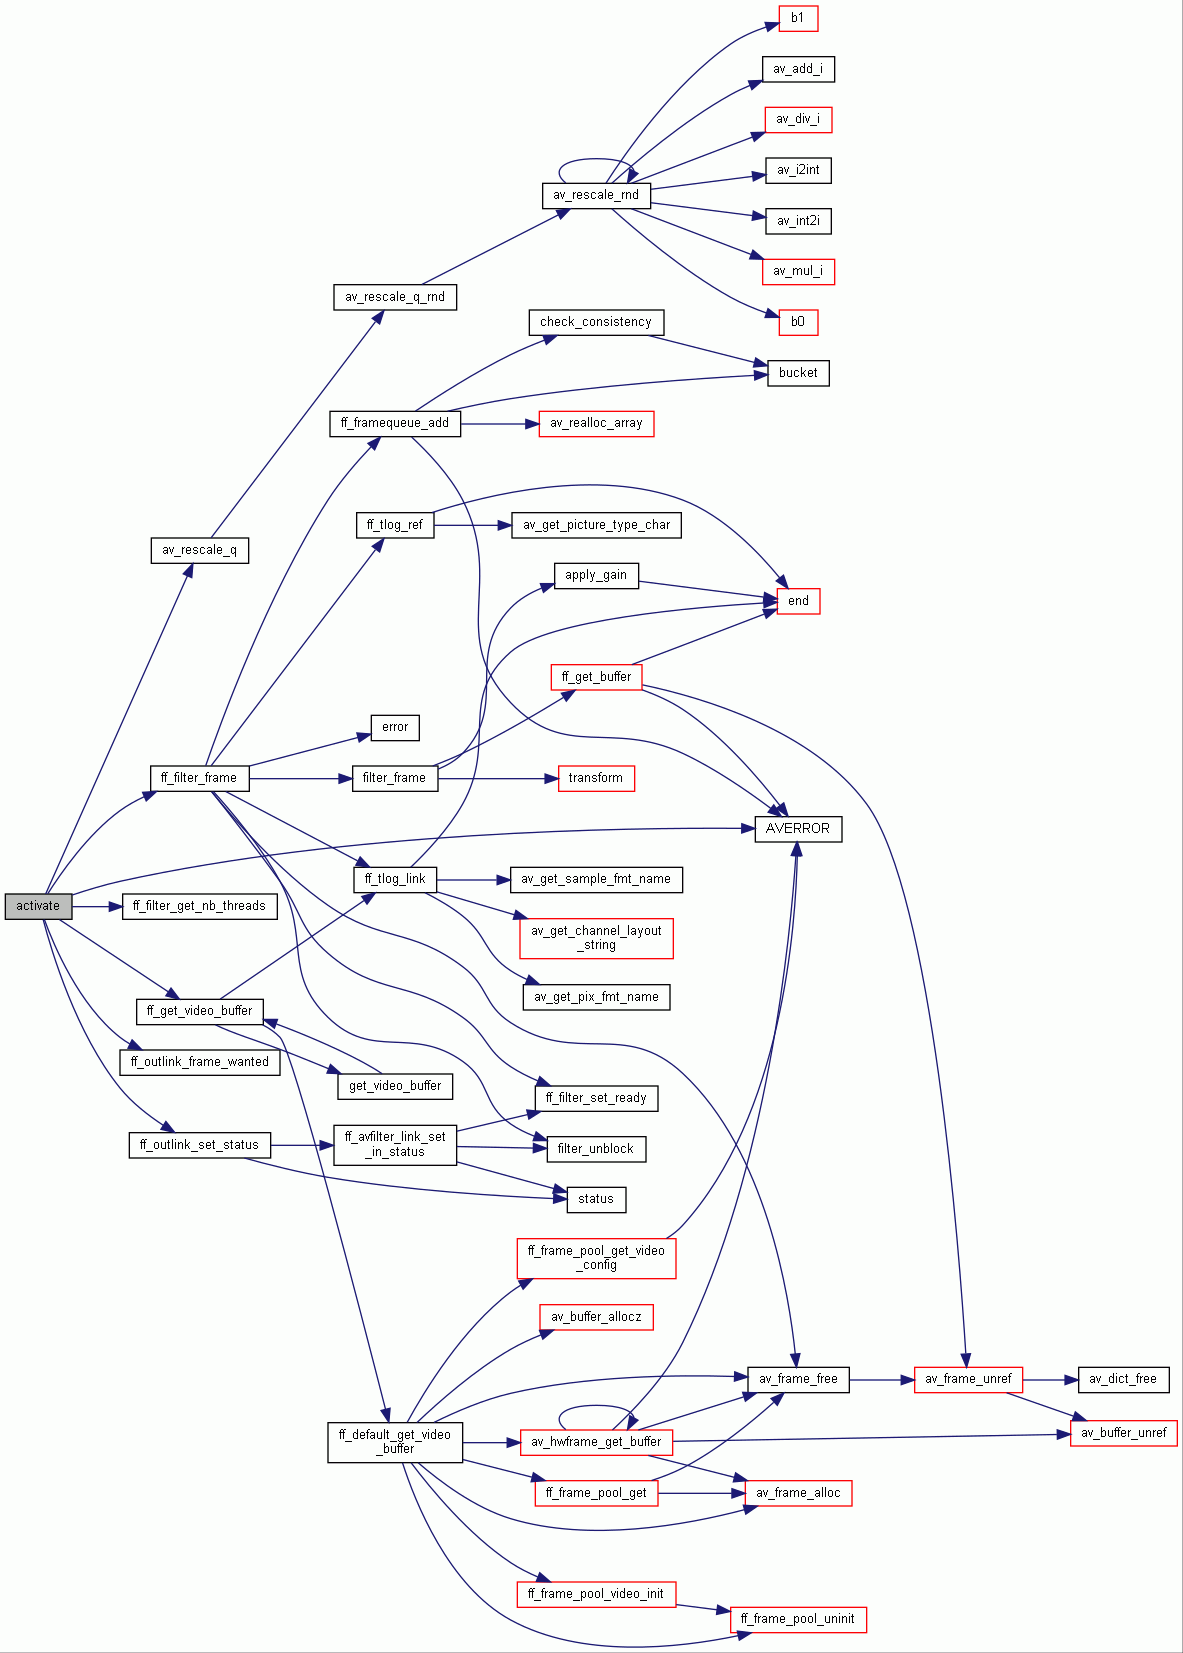 b1
av_add_i
av_div_i
av_i2int
av_rescale_rnd
av_int2i
av_mul_i
av_rescale_q_rnd
b0
check_consistency
bucket
ff_framequeue_add
av_realloc_array
ff_tlog_ref
av_get_picture_type_char
av_rescale_q
apply_gain
end
ff_get_buffer
error
ff_filter_frame
filter_frame
transform
AVERROR
ff_tlog_link
av_get_sample_fmt_name
activate
ff_filter_get_nb_threads
av_get_channel_layout
_string
av_get_pix_fmt_name
ff_get_video_buffer
ff_outlink_frame_wanted
get_video_buffer
ff_filter_set_ready
ff_outlink_set_status
ff_avfilter_link_set
_in_status
filter_unblock
status
ff_frame_pool_get_video
_config
av_buffer_allocz
av_frame_free
av_frame_unref
av_dict_free
ff_default_get_video
_buffer
av_hwframe_get_buffer
av_buffer_unref
ff_frame_pool_get
av_frame_alloc
ff_frame_pool_video_init
ff_frame_pool_uninit